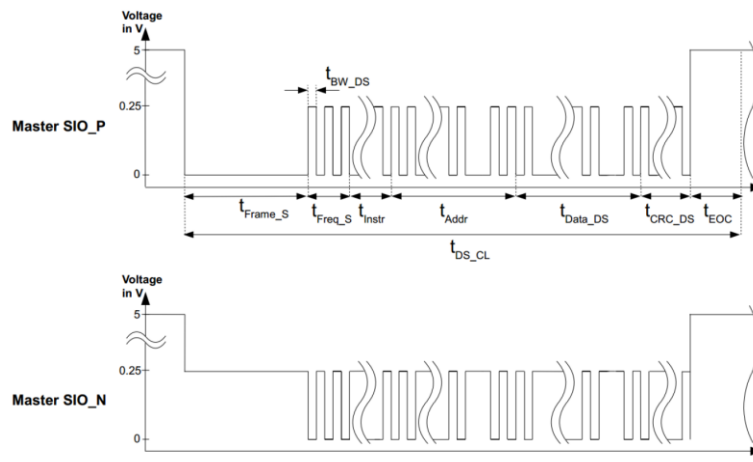 Voltage
in V
5
t_BW_DS
0.25
Master SIO_P
0
t_Frame_S t_Freq_S t_Instr t_Addr t_Data_DS t_CRC_DS t_EOC
t_DS_CL
Voltage
in V
5
0.25
Master SIO_N
0